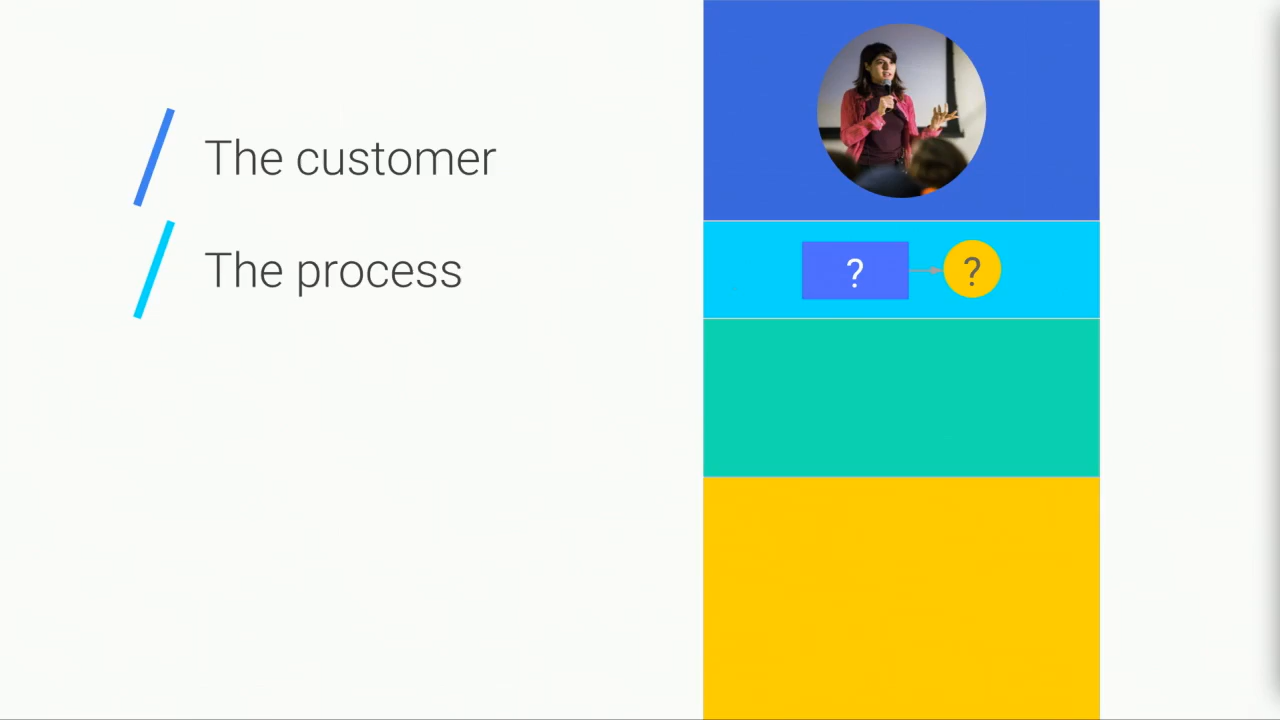 The customer
The process
? ?